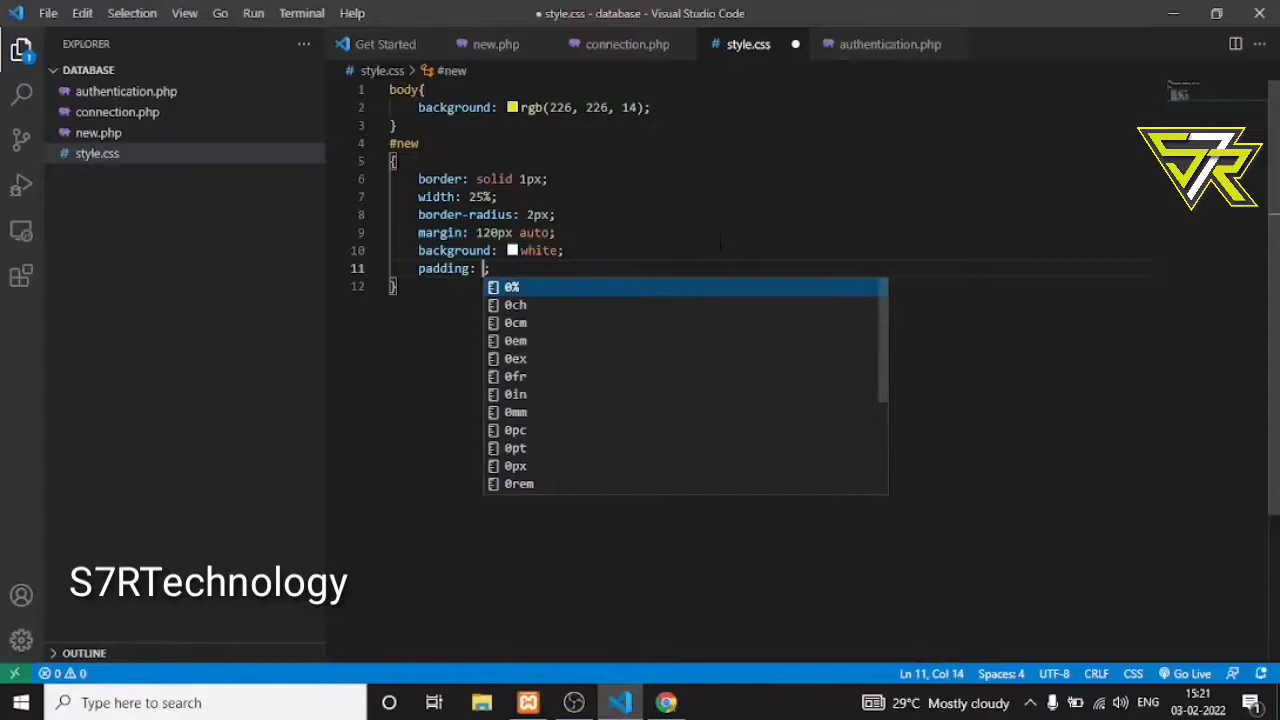 File Edit Selection View Go Run Terminal Help
● style.css - database - Visual Studio Code
EXPLORER
DATABASE
authentication.php
connection.php
new.php
style.css
OUTLINE
Get Started new.php connection.php style.css authentication.php
style.css > #new
1 body{
2 background: rgb(226, 226, 14);
3 }
4 #new
5 {
6 border: solid 1px;
7 width: 25%;
8 border-radius: 2px;
9 margin: 120px auto;
10 background: white;
11 padding: ;
12 }
0%
0ch
0cm
0em
0ex
0fr
0in
0mm
0pc
0pt
0px
0rem
S7R
S7RTechnology
0 0 Ln 11, Col 14 Spaces: 4 UTF-8 CRLF CSS Go Live
Type here to search
29°C Mostly cloudy ENG
15:21
03-02-2022
1
1